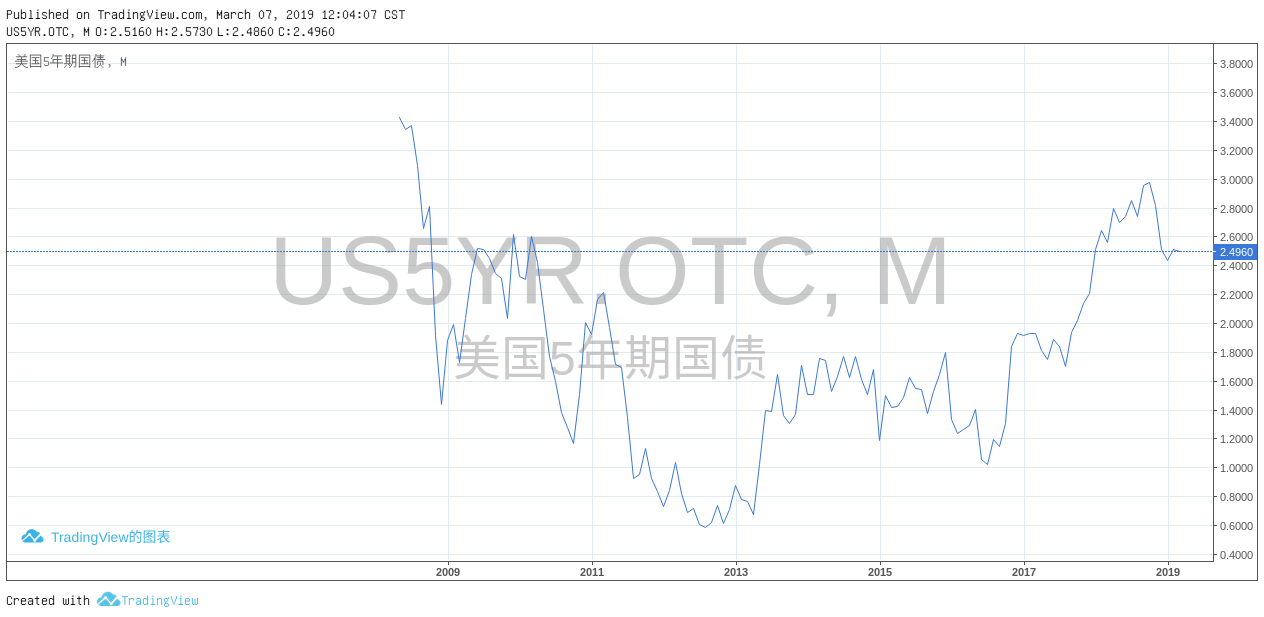 Published on TradingView.com, March 07, 2019 12:04:07 CST
US5YR.OTC, M O:2.5160 H:2.5730 L:2.4860 C:2.4960
美国5年期国债, M
US5YR.OTC, M
美国5年期国债
3.8000
3.6000
3.4000
3.2000
3.0000
2.8000
2.6000
2.4960
2.4000
2.2000
2.0000
1.8000
1.6000
1.4000
1.2000
1.0000
0.8000
0.6000
0.4000
TradingView的图表
2009 2011 2013 2015 2017 2019
Created with TradingView